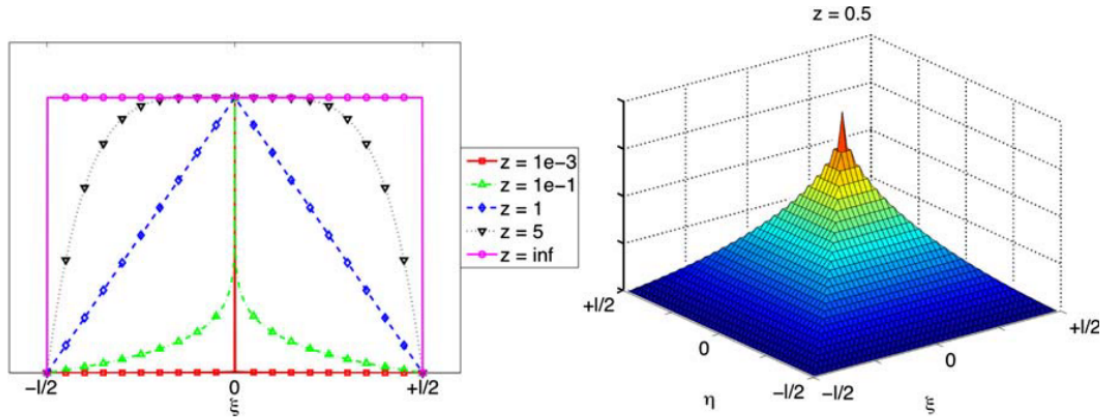 z = 1e−3
z = 1e−1
z = 1
z = 5
z = inf
−l/2
0
+l/2
ξ
z = 0.5
+l/2
0
−l/2
η
−l/2
0
+l/2
ξ